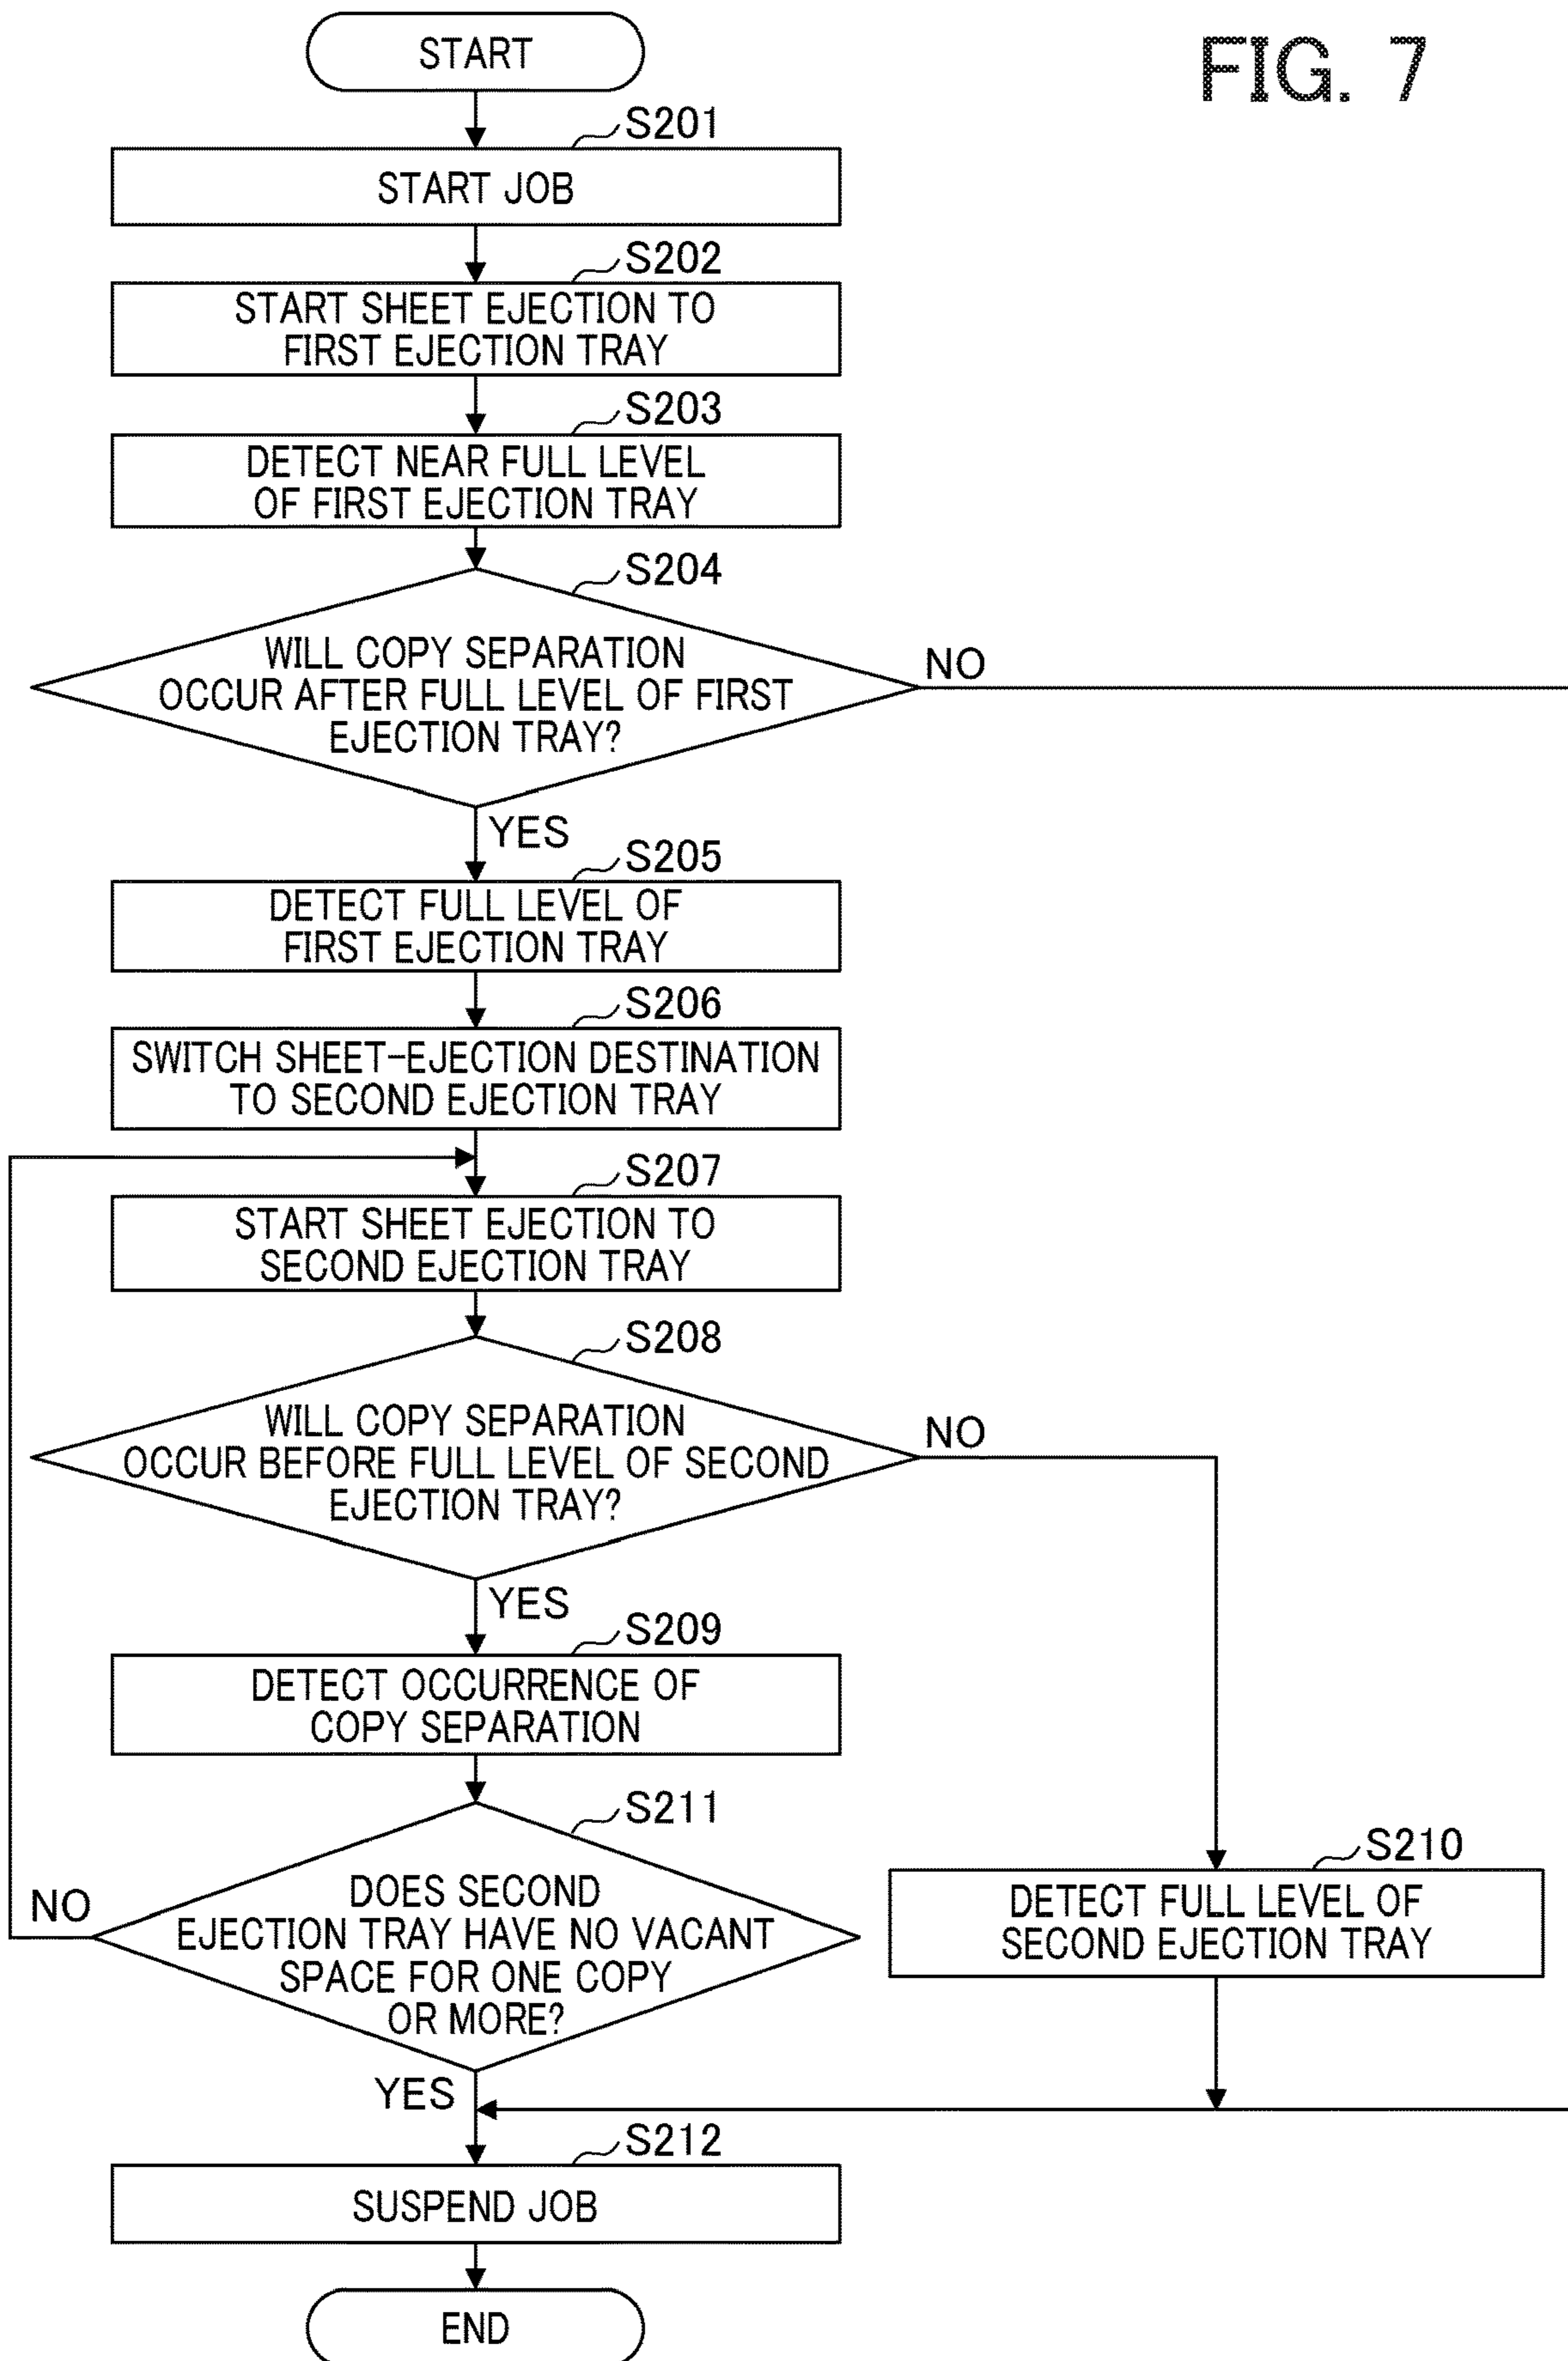 FIG. 7
START
S201
START JOB
S202
START SHEET EJECTION TO
FIRST EJECTION TRAY
S203
DETECT NEAR FULL LEVEL
OF FIRST EJECTION TRAY
S204
WILL COPY SEPARATION
OCCUR AFTER FULL LEVEL OF FIRST
EJECTION TRAY?
NO
YES
S205
DETECT FULL LEVEL OF
FIRST EJECTION TRAY
S206
SWITCH SHEET-EJECTION DESTINATION
TO SECOND EJECTION TRAY
S207
START SHEET EJECTION TO
SECOND EJECTION TRAY
S208
WILL COPY SEPARATION
OCCUR BEFORE FULL LEVEL OF SECOND
EJECTION TRAY?
NO
YES
S209
DETECT OCCURRENCE OF
COPY SEPARATION
S211
DOES SECOND
EJECTION TRAY HAVE NO VACANT
SPACE FOR ONE COPY
OR MORE?
NO
S210
DETECT FULL LEVEL OF
SECOND EJECTION TRAY
YES
S212
SUSPEND JOB
END